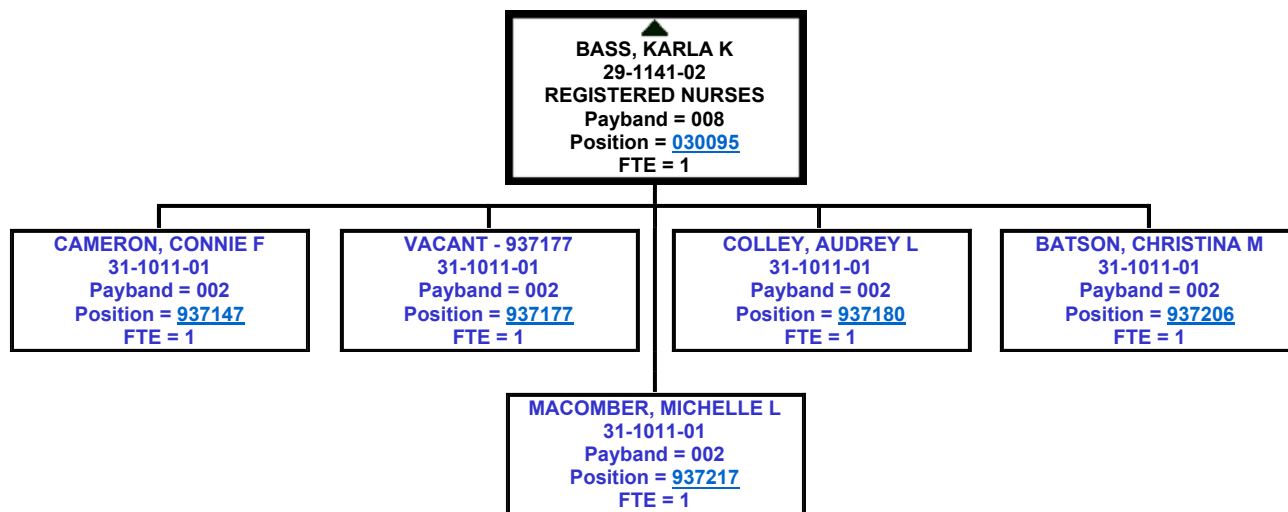 BASS, KARLA K
29-1141-02
REGISTERED NURSES
Payband = 008
Position = 030095
FTE = 1
CAMERON, CONNIE F
31-1011-01
Payband = 002
Position = 937147
FTE = 1
VACANT - 937177
31-1011-01
Payband = 002
Position = 937177
FTE = 1
COLLEY, AUDREY L
31-1011-01
Payband = 002
Position = 937180
FTE = 1
BATSON, CHRISTINA M
31-1011-01
Payband = 002
Position = 937206
FTE = 1
MACOMBER, MICHELLE L
31-1011-01
Payband = 002
Position = 937217
FTE = 1